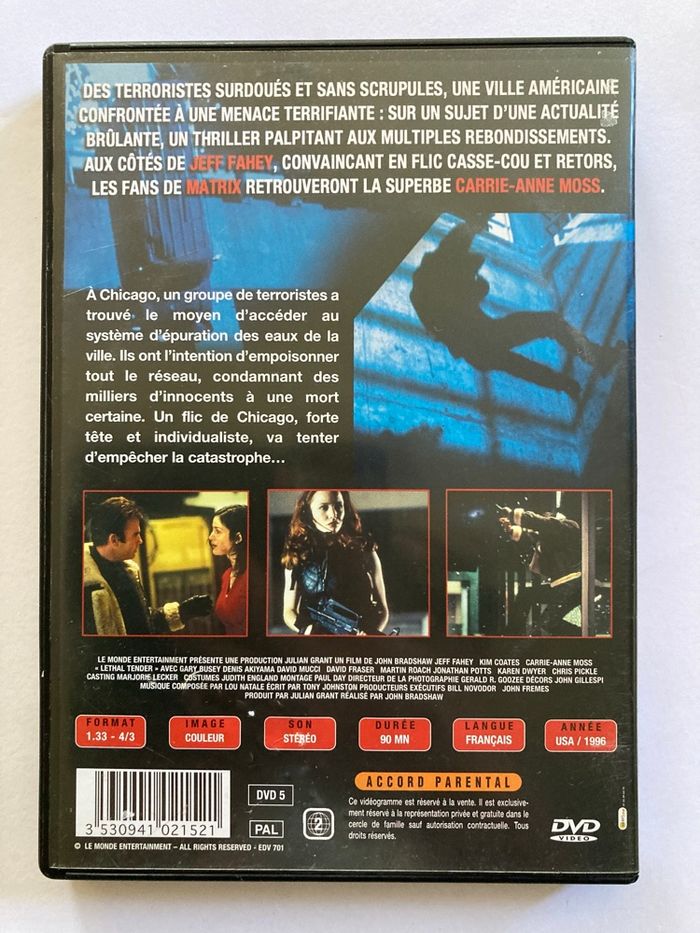 DES TERRORISTES SURDOUÉS ET SANS SCRUPULES, UNE VILLE AMÉRICAINE
CONFRONTÉE À UNE MENACE TERRIFIANTE : SUR UN SUJET D'UNE ACTUALITÉ
BRÛLANTE, UN THRILLER PALPITANT AUX MULTIPLES REBONDISSEMENTS.
AUX CÔTÉS DE JEFF FAHEY, CONVAINCANT EN FLIC CASSE-COU ET RETORS,
LES FANS DE MATRIX RETROUVERONT LA SUPERBE CARRIE-ANNE MOSS.
À Chicago, un groupe de terroristes a
trouvé le moyen d'accéder au
système d'épuration des eaux de la
ville. Ils ont l'intention d'empoisonner
tout le réseau, condamnant des
milliers d'innocents à une mort
certaine. Un flic de Chicago, forte
tête et individualiste, va tenter
d'empêcher la catastrophe...
LE MONDE ENTERTAINMENT PRÉSENTE UNE PRODUCTION JULIAN GRANT UN FILM DE JOHN BRADSHAW JEFF FAHEY KIM COATES CARRIE-ANNE MOSS
« LETHAL TENDER » AVEC GARY BUSEY DENIS AKIYAMA DAVID MUCCI DAVID FRASER MARTIN ROACH JONATHAN POTTS KAREN DWYER CHRIS PICKLE
CASTING MARJORIE LECKER COSTUMES JUDITH ENGLAND MONTAGE PAUL DAY DIRECTEUR DE LA PHOTOGRAPHIE GERALD R. GOOZEE DÉCORS JOHN GILLESPI
MUSIQUE COMPOSÉE PAR LOU NATALE ÉCRIT PAR TONY JOHNSTON PRODUCTEURS EXÉCUTIFS BILL NOVODOR JOHN FREMES
PRODUIT PAR JULIAN GRANT RÉALISÉ PAR JOHN BRADSHAW
FORMAT IMAGE SON DURÉE LANGUE ANNÉE
1.33 - 4/3 COULEUR STÉRÉO 90 MN FRANÇAIS USA / 1996
ACCORD PARENTAL
DVD 5
PAL
2
Ce vidéogramme est réservé à la vente. Il est exclusive-
ment réservé à la représentation privée et gratuite dans le
cercle de famille sauf autorisation contractuelle. Tous
droits réservés.
DVD
VIDEO
3 530941 021521
© LE MONDE ENTERTAINMENT – ALL RIGHTS RESERVED - EDV 701